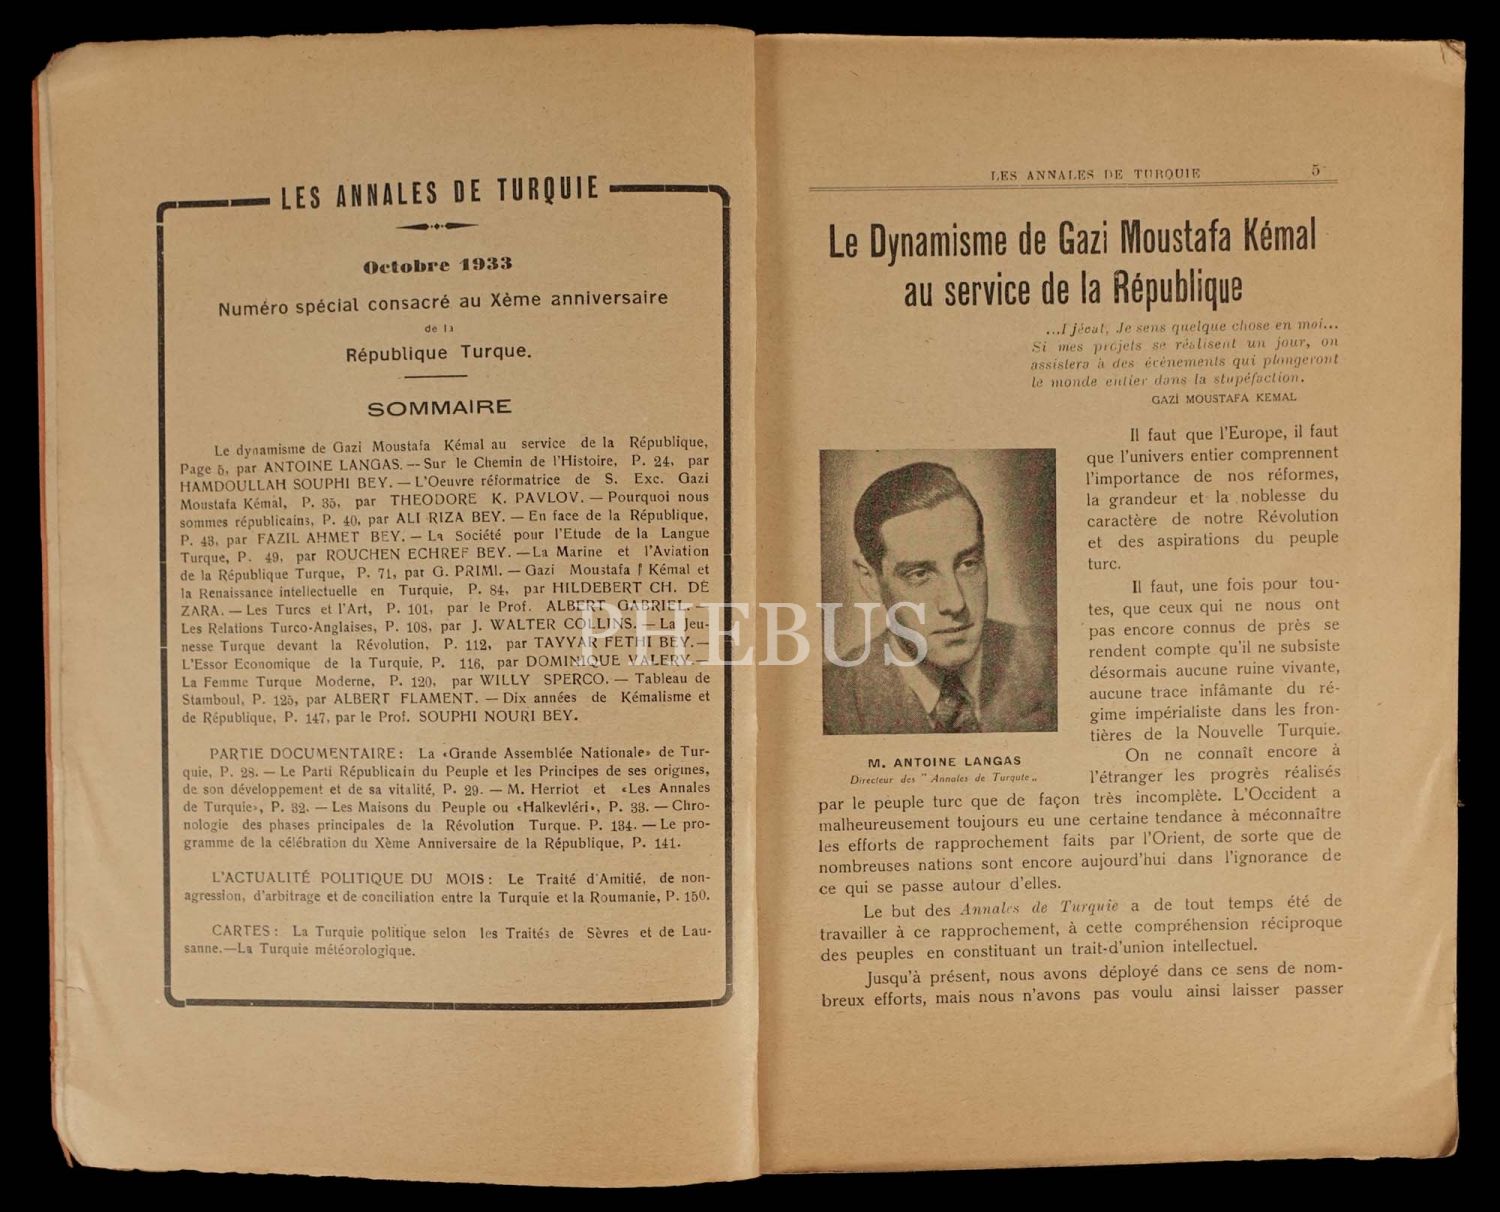 LES ANNALES DE TURQUIE
Octobre 1933
Numéro spécial consacré au Xème anniversaire
de la
République Turque.
SOMMAIRE
Le dynamisme de Gazi Moustafa Kémal au service de la République,
Page 5, par ANTOINE LANGAS. — Sur le Chemin de l'Histoire, P. 24, par
HAMDOULLAH SOUPHI BEY. — L'Oeuvre réformatrice de S. Exc. Gazi
Moustafa Kémal, P. 35, par THEODORE K. PAVLOV. — Pourquoi nous
sommes républicains, P. 40, par ALI RIZA BEY. — En face de la République,
P. 43, par FAZIL AHMET BEY. — La Société pour l'Etude de la Langue
Turque, P. 49, par ROUCHEN ECHREF BEY. — La Marine et l'Aviation
de la République Turque, P. 71, par G. PRIMI. — Gazi Moustafa Kémal et
la Renaissance intellectuelle en Turquie, P. 84, par HILDEBERT CH. DE
ZARA. — Les Turcs et l'Art, P. 101, par le Prof. ALBERT GABRIEL. —
Les Relations Turco-Anglaises, P. 108, par J. WALTER COLLINS. — La Jeu-
nesse Turque devant la Révolution, P. 112, par TAYYAR FETHI BEY. —
L'Essor Economique de la Turquie, P. 116, par DOMINIQUE VALERY. —
La Femme Turque Moderne, P. 120, par WILLY SPERCO. — Tableau de
Stamboul, P. 125, par ALBERT FLAMENT. — Dix années de Kémalisme et
de République, P. 147, par le Prof. SOUPHI NOURI BEY.
PARTIE DOCUMENTAIRE: La «Grande Assemblée Nationale» de Tur-
quie, P. 28. — Le Parti Républicain du Peuple et les Principes de ses origines,
de son développement et de sa vitalité, P. 29. — M. Herriot et «Les Annales
de Turquie», P. 32. — Les Maisons du Peuple ou «Halkevléri», P. 33. — Chro-
nologie des phases principales de la Révolution Turque. P. 134. — Le pro-
gramme de la célébration du Xème Anniversaire de la République, P. 141.
L'ACTUALITÉ POLITIQUE DU MOIS: Le Traité d'Amitié, de non-
agression, d'arbitrage et de conciliation entre la Turquie et la Roumanie, P. 150.
CARTES: La Turquie politique selon les Traités de Sèvres et de Lau-
sanne. — La Turquie météorologique.
LES ANNALES DE TURQUIE 5
Le Dynamisme de Gazi Moustafa Kémal
au service de la République
Je sens quelque chose en moi...
Si mes projets se réalisent un jour, on
assistera à des évènements qui plongeront
le monde entier dans la stupéfaction.
GAZİ MOUSTAFA KEMAL
Il faut que l'Europe, il faut
que l'univers entier comprennent
l'importance de nos réformes,
la grandeur et la noblesse du
caractère de notre Révolution
et des aspirations du peuple
turc.
Il faut, une fois pour tou-
tes, que ceux qui ne nous ont
pas encore connus de près se
rendent compte qu'il ne subsiste
désormais aucune ruine vivante,
aucune trace infâmante du ré-
gime impérialiste dans les fron-
tières de la Nouvelle Turquie.
M. ANTOINE LANGAS
Directeur des "Annales de Turquie„
On ne connaît encore à
l'étranger les progrès réalisés
par le peuple turc que de façon très incomplète. L'Occident a
malheureusement toujours eu une certaine tendance à méconnaître
les efforts de rapprochement faits par l'Orient, de sorte que de
nombreuses nations sont encore aujourd'hui dans l'ignorance de
ce qui se passe autour d'elles.
Le but des Annales de Turquie a de tout temps été de
travailler à ce rapprochement, à cette compréhension réciproque
des peuples en constituant un trait-d'union intellectuel.
Jusqu'à présent, nous avons déployé dans ce sens de nom-
breux efforts, mais nous n'avons pas voulu ainsi laisser passer
PHEBUS